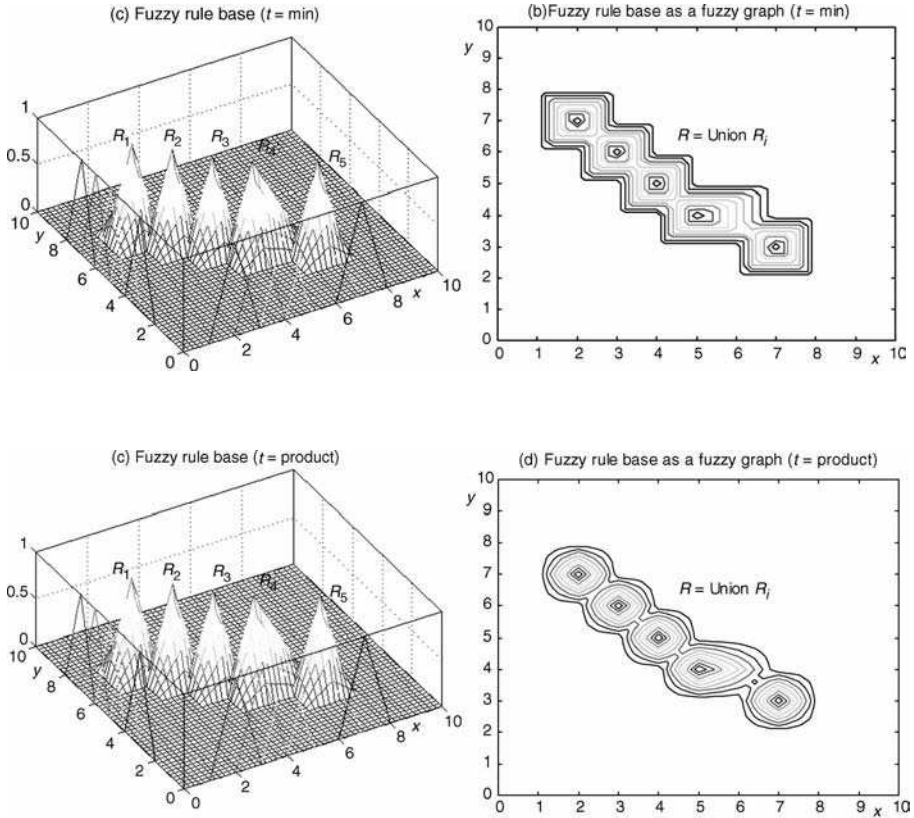 (c) Fuzzy rule base (t = min)
1
0.5
0
10
8
6
4
2
0
y
R1
R2
R3
R4
R5
0
2
4
6
8
10
x
(b)Fuzzy rule base as a fuzzy graph (t = min)
10
y
9
8
7
6
5
4
3
2
1
0
R = Union Ri
0 1 2 3 4 5 6 7 8 9 10
x
(c) Fuzzy rule base (t = product)
1
0.5
0
10
8
6
4
2
0
y
R1
R2
R3
R4
R5
0
2
4
6
8
10
x
(d) Fuzzy rule base as a fuzzy graph (t = product)
10
y
9
8
7
6
5
4
3
2
1
0
R = Union Ri
0 1 2 3 4 5 6 7 8 9 10
x